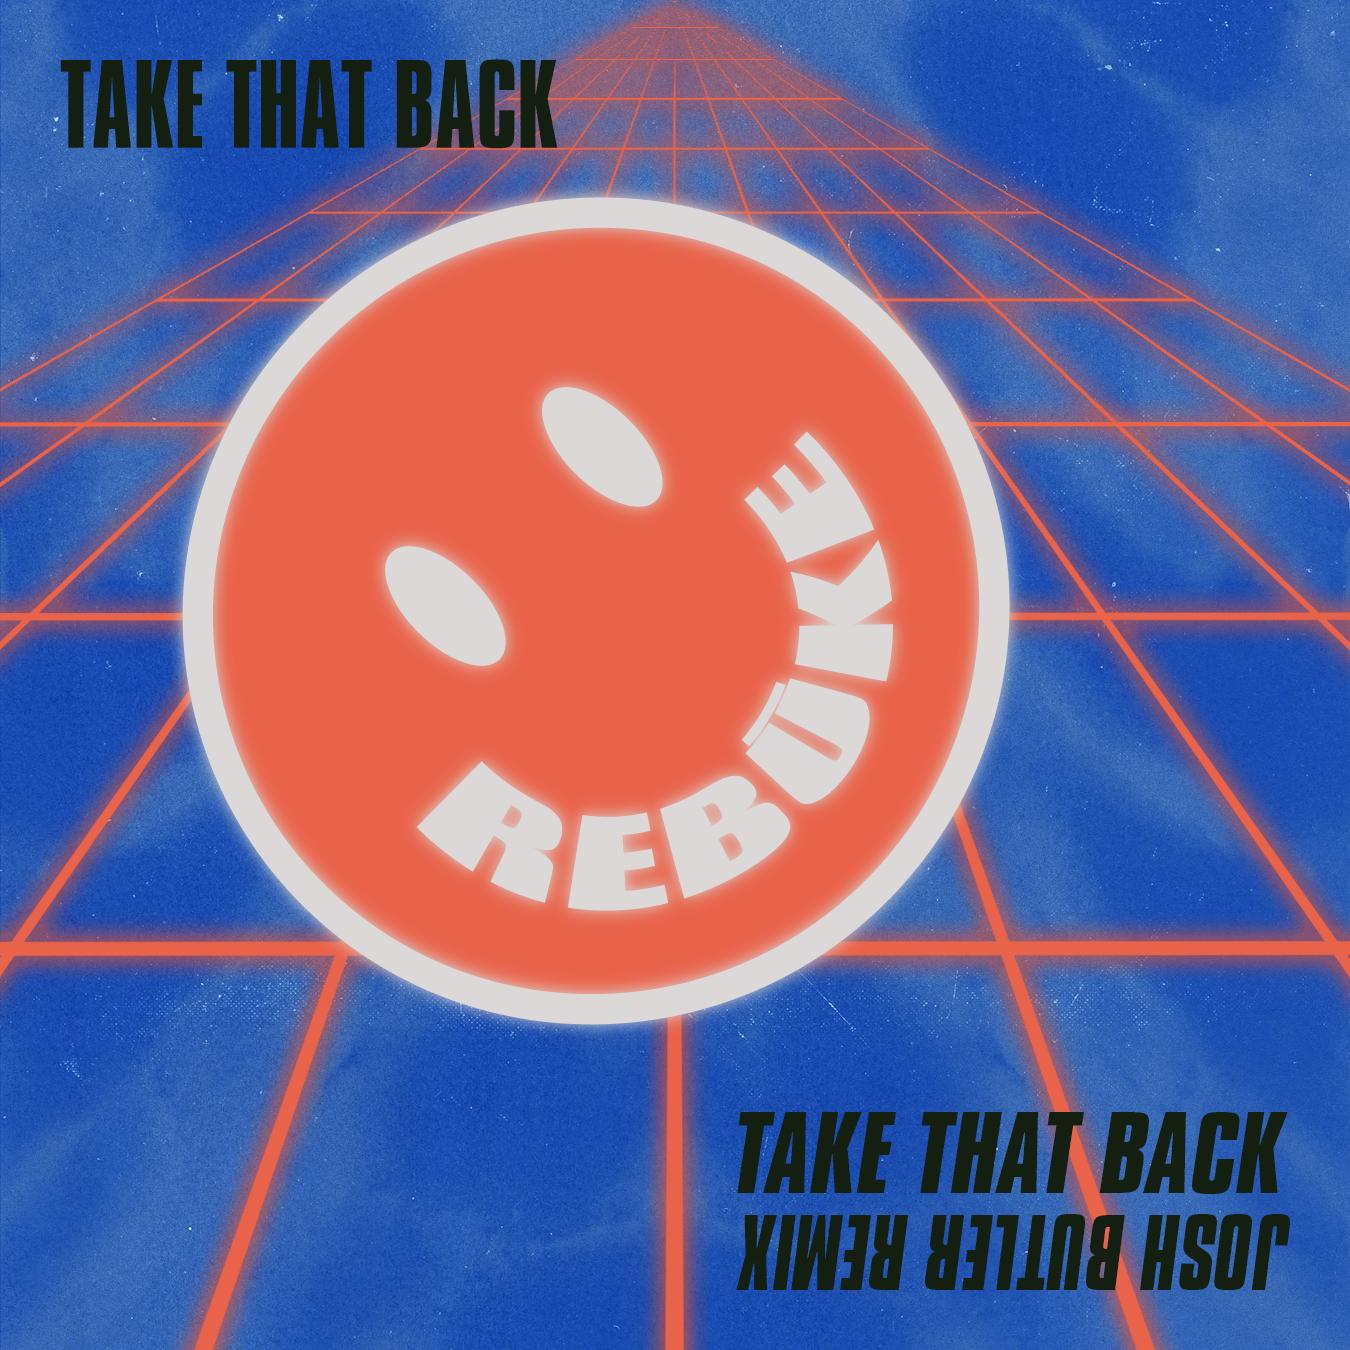 TAKE THAT BACK
REBŪKE
TAKE THAT BACK
JOSH BUTLER REMIX